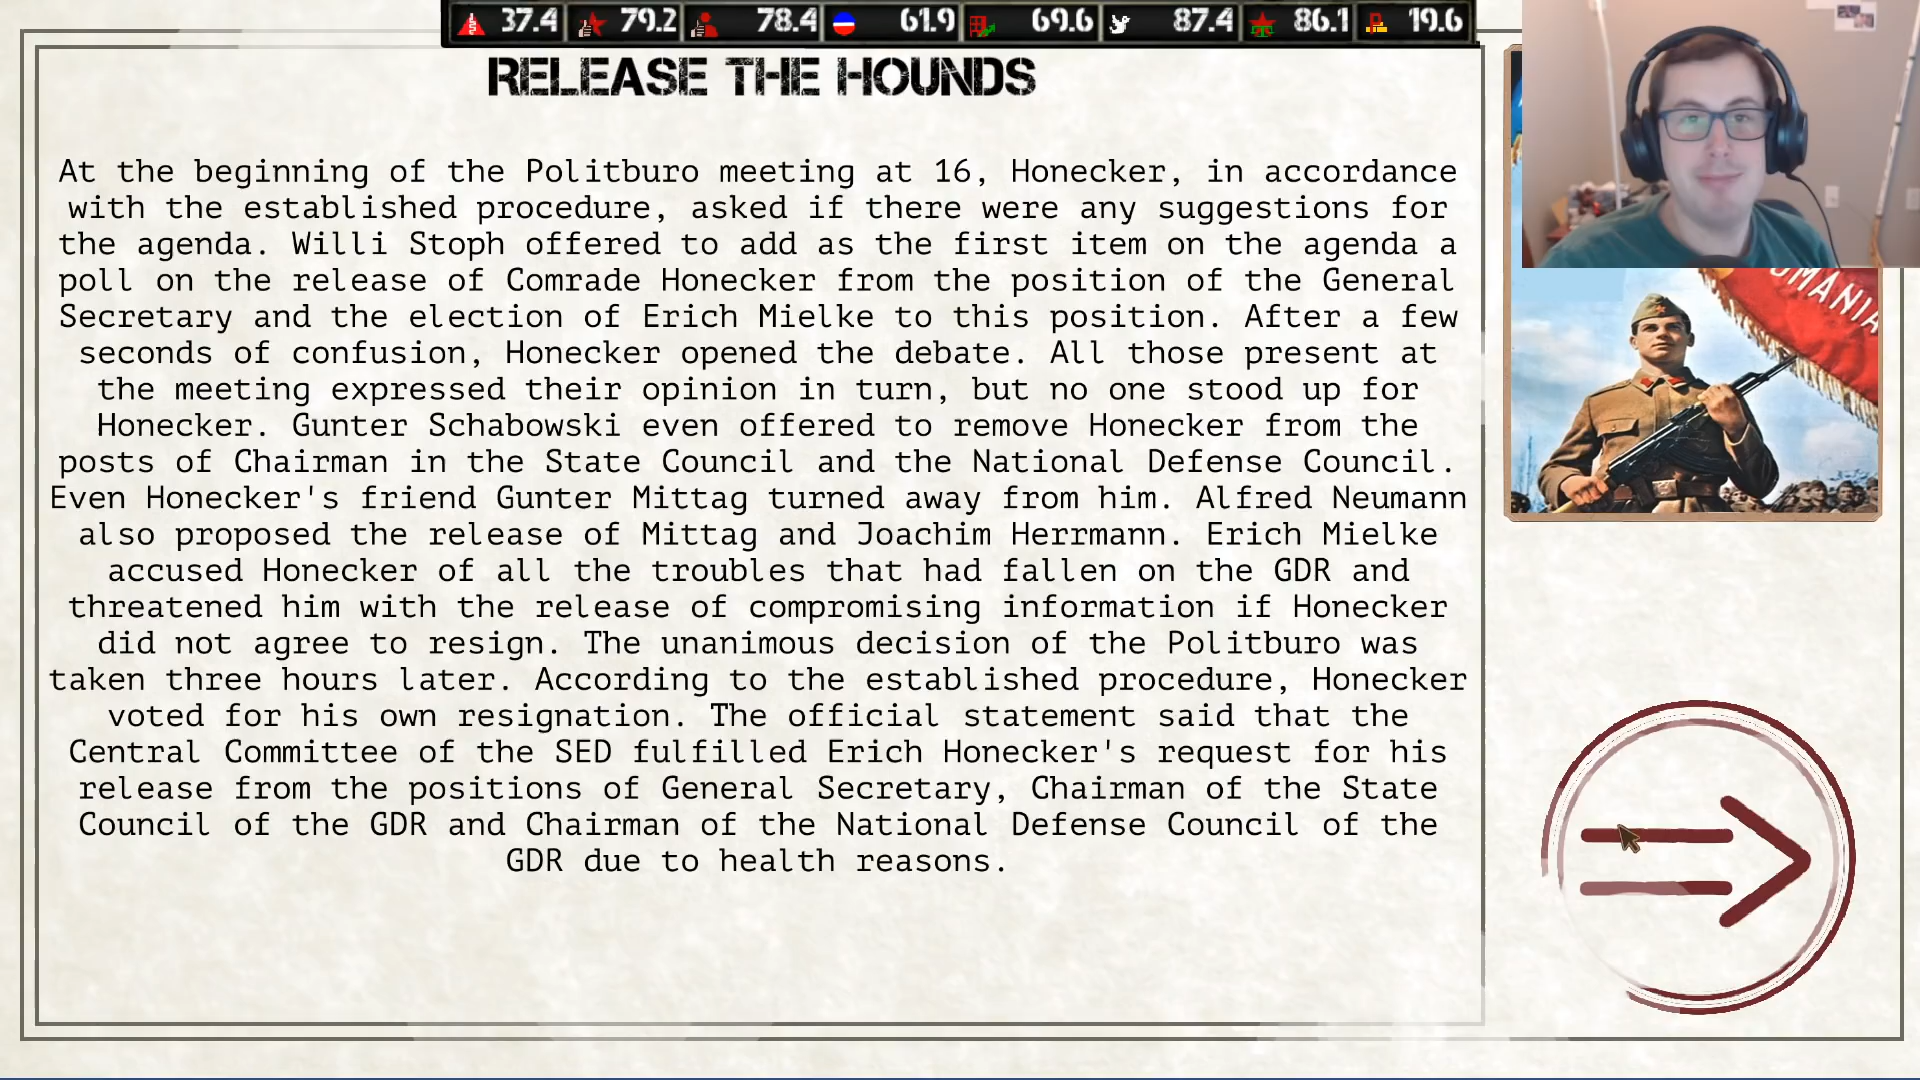 37.4 79.2 78.4 61.9 69.6 87.4 86.1 19.6
RELEASE THE HOUNDS
At the beginning of the Politburo meeting at 16, Honecker, in accordance
with the established procedure, asked if there were any suggestions for
the agenda. Willi Stoph offered to add as the first item on the agenda a
poll on the release of Comrade Honecker from the position of the General
Secretary and the election of Erich Mielke to this position. After a few
seconds of confusion, Honecker opened the debate. All those present at
the meeting expressed their opinion in turn, but no one stood up for
Honecker. Gunter Schabowski even offered to remove Honecker from the
posts of Chairman in the State Council and the National Defense Council.
Even Honecker's friend Gunter Mittag turned away from him. Alfred Neumann
also proposed the release of Mittag and Joachim Herrmann. Erich Mielke
accused Honecker of all the troubles that had fallen on the GDR and
threatened him with the release of compromising information if Honecker
did not agree to resign. The unanimous decision of the Politburo was
taken three hours later. According to the established procedure, Honecker
voted for his own resignation. The official statement said that the
Central Committee of the SED fulfilled Erich Honecker's request for his
release from the positions of General Secretary, Chairman of the State
Council of the GDR and Chairman of the National Defense Council of the
GDR due to health reasons.